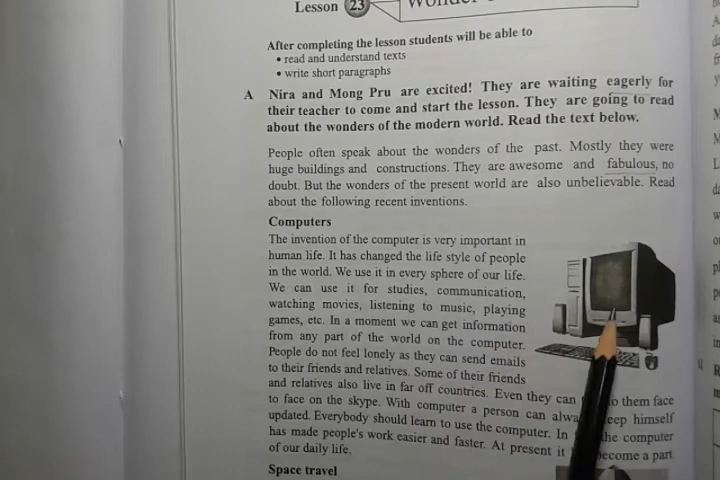 Lesson 23
After completing the lesson students will be able to
• read and understand texts
• write short paragraphs
A Nira and Mong Pru are excited! They are waiting eagerly for
their teacher to come and start the lesson. They are going to read
about the wonders of the modern world. Read the text below.
People often speak about the wonders of the past. Mostly they were
huge buildings and constructions. They are awesome and fabulous, no
doubt. But the wonders of the present world are also unbelievable. Read
about the following recent inventions.
Computers
The invention of the computer is very important in
human life. It has changed the life style of people
in the world. We use it in every sphere of our life.
We can use it for studies, communication,
watching movies, listening to music, playing
games, etc. In a moment we can get information
from any part of the world on the computer.
People do not feel lonely as they can send emails
to their friends and relatives. Some of their friends
and relatives also live in far off countries. Even they can them face
to face on the skype. With computer a person can himself
updated. Everybody should learn to use the computer. In the computer
has made people's work easier and faster. At present it become a part
of our daily life.
Space travel